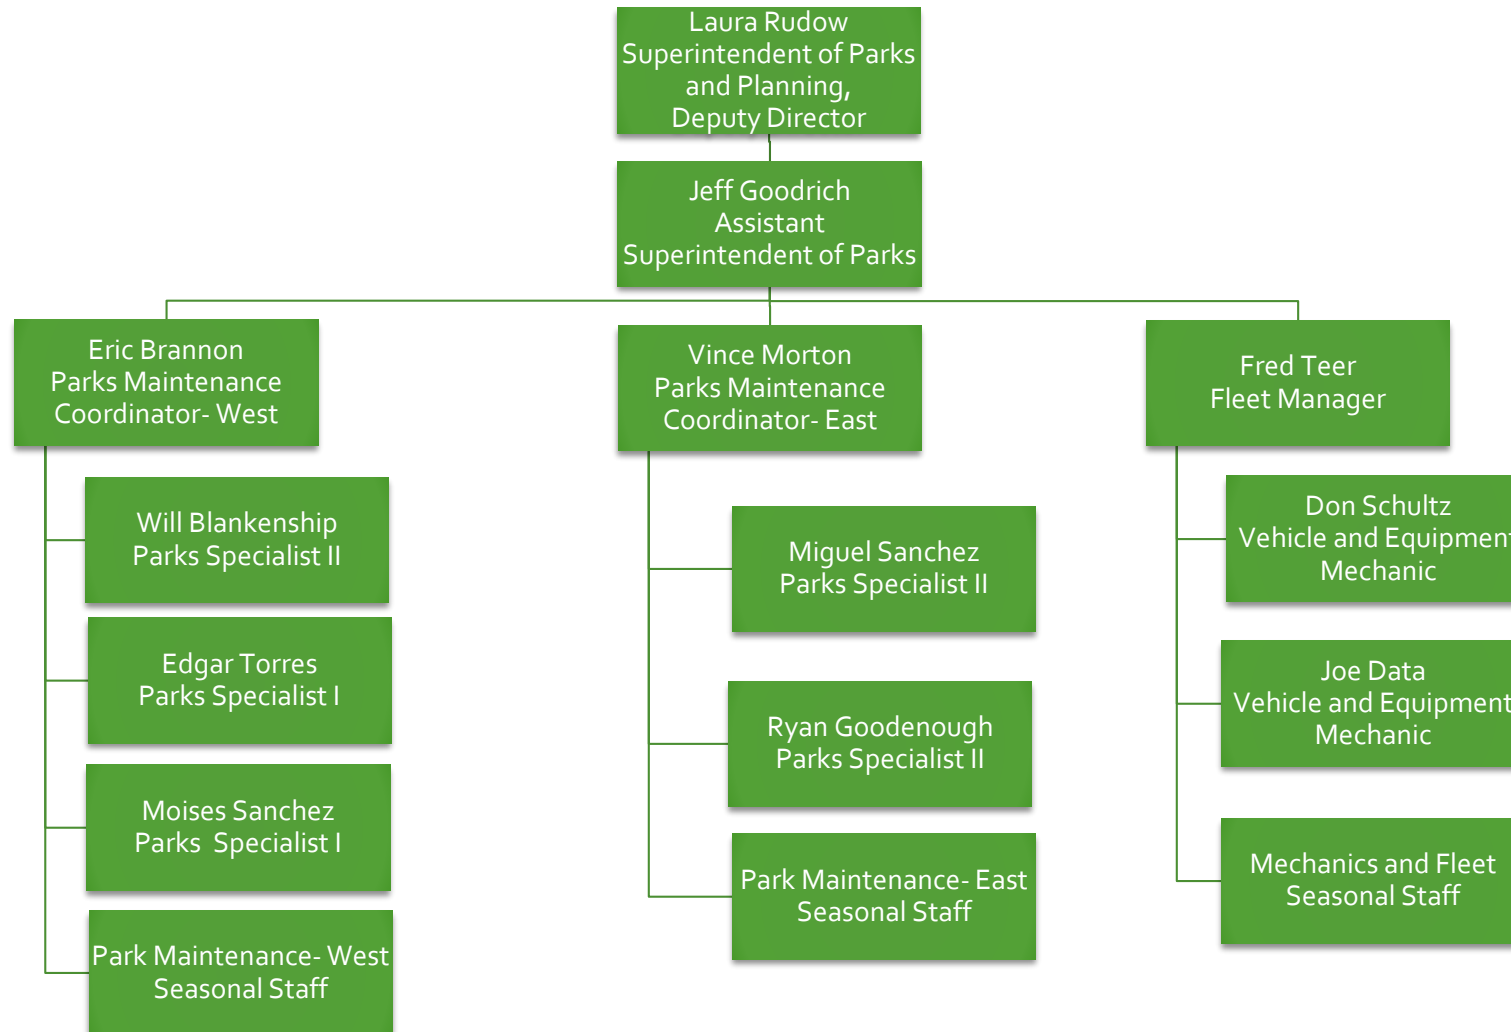 Laura Rudow
Superintendent of Parks
and Planning,
Deputy Director
Jeff Goodrich
Assistant
Superintendent of Parks
Eric Brannon
Parks Maintenance
Coordinator- West
Will Blankenship
Parks Specialist II
Edgar Torres
Parks Specialist I
Moises Sanchez
Parks  Specialist I
Park Maintenance- West
Seasonal Staff
Vince Morton
Parks Maintenance
Coordinator- East
Miguel Sanchez
Parks Specialist II
Ryan Goodenough
Parks Specialist II
Park Maintenance- East
Seasonal Staff
Fred Teer
Fleet Manager
Don Schultz
Vehicle and Equipment
Mechanic
Joe Data
Vehicle and Equipment
Mechanic
Mechanics and Fleet
Seasonal Staff